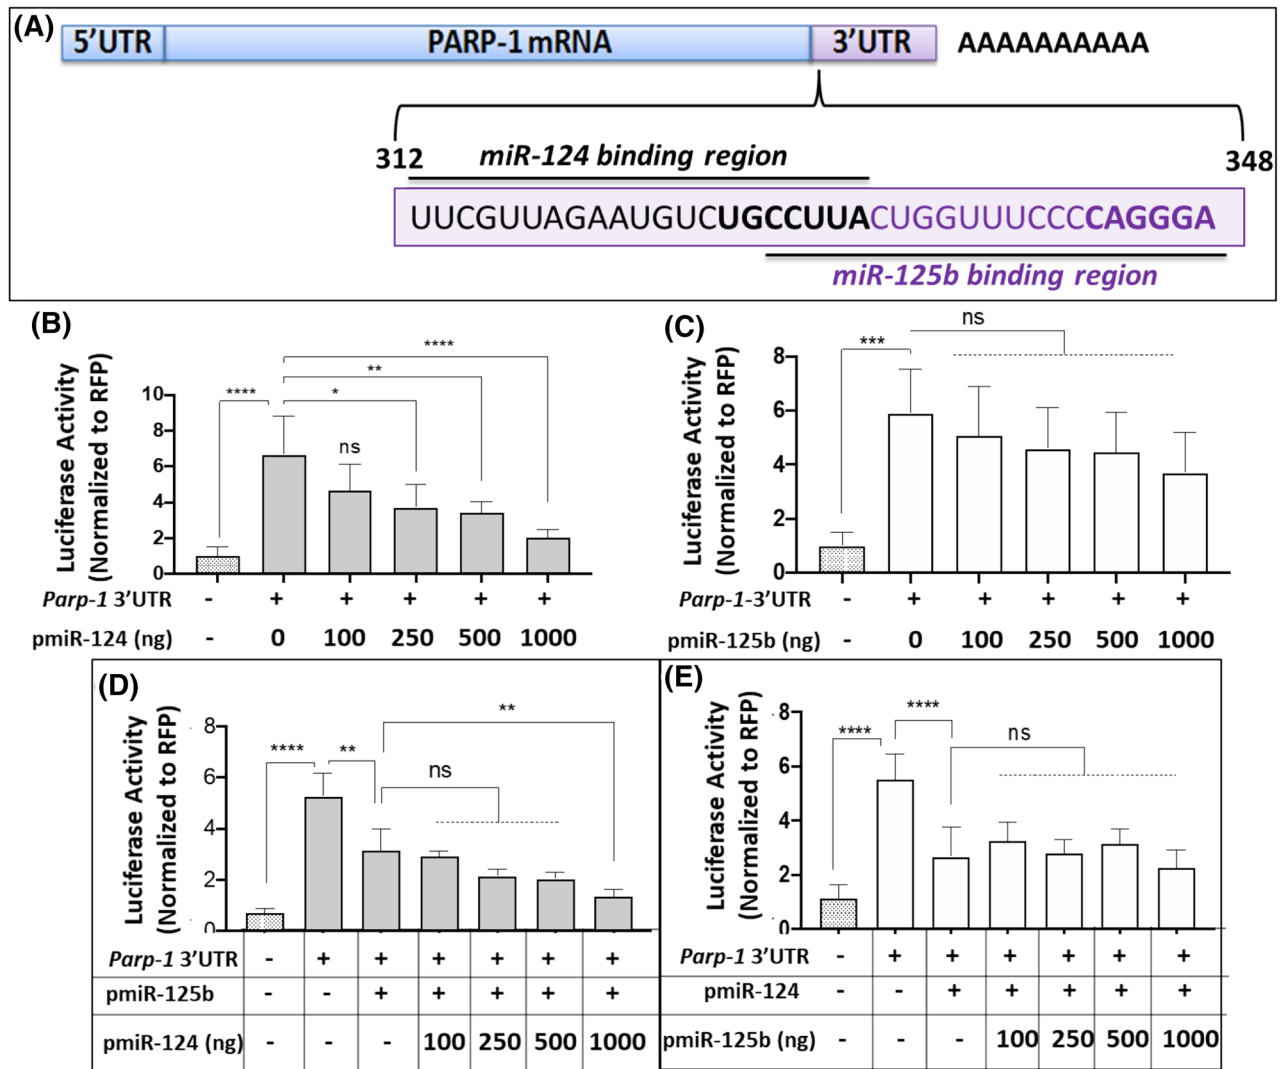 (A)
5'UTR PARP-1 mRNA 3'UTR AAAAAAAAAA
312 miR-124 binding region 348
UUCGUUAGAAUGUCUGCCUUACUGGUUUCCCCAGGGA
miR-125b binding region
(B)
Luciferase Activity
(Normalized to RFP)
****
**
**** *
ns
10
8
6
4
2
0
Parp-1 3'UTR - + + + + +
pmiR-124 (ng) - 0 100 250 500 1000
(C)
Luciferase Activity
(Normalized to RFP)
ns
***
8
6
4
2
0
Parp-1-3'UTR - + + + + +
pmiR-125b (ng) - 0 100 250 500 1000
(D)
Luciferase Activity
(Normalized to RFP)
**
**** **
ns
8
6
4
2
0
Parp-1 3'UTR - + + + + + +
pmiR-125b - - + + + + +
pmiR-124 (ng) - - - 100 250 500 1000
(E)
Luciferase Activity
(Normalized to RFP)
****
**** ns
8
6
4
2
0
Parp-1 3'UTR - + + + + + +
pmiR-124 - - + + + + +
pmiR-125b (ng) - - - 100 250 500 1000